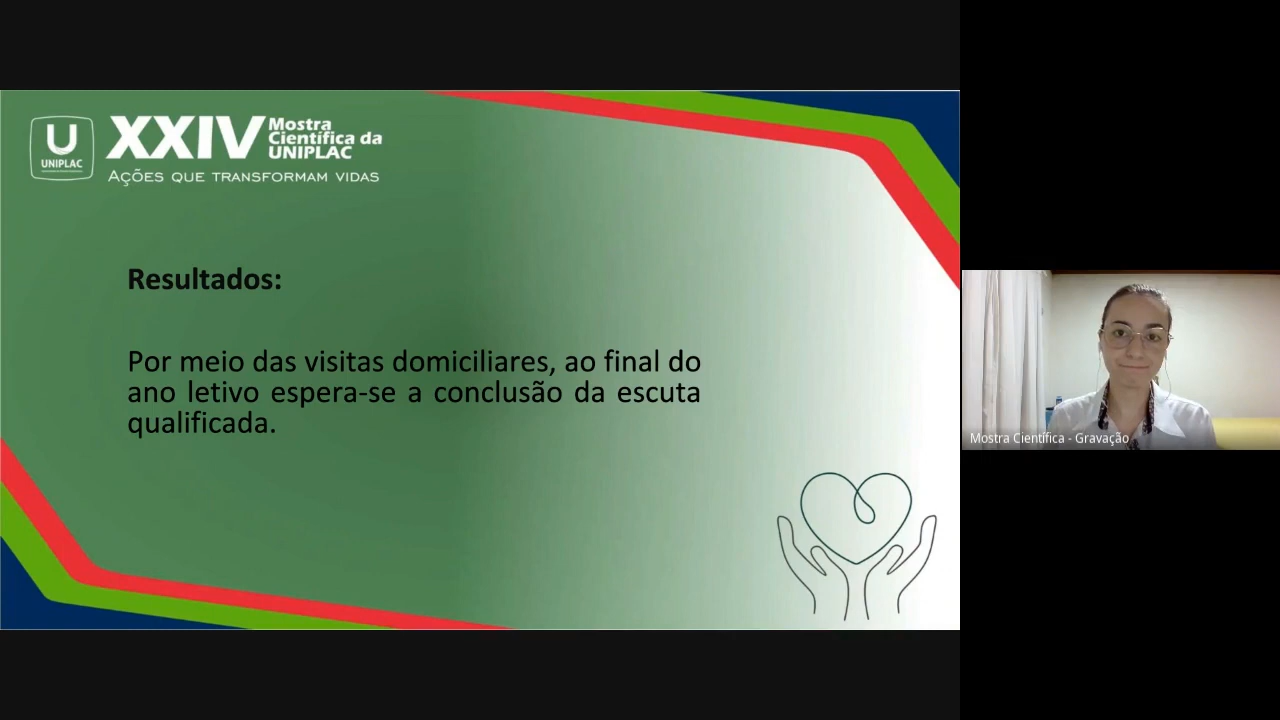 U
UNIPLAC
XXIV Mostra
Científica da
UNIPLAC
AÇÕES QUE TRANSFORMAM VIDAS
Resultados:
Por meio das visitas domiciliares, ao final do
ano letivo espera-se a conclusão da escuta
qualificada.
Mostra Científica - Gravação